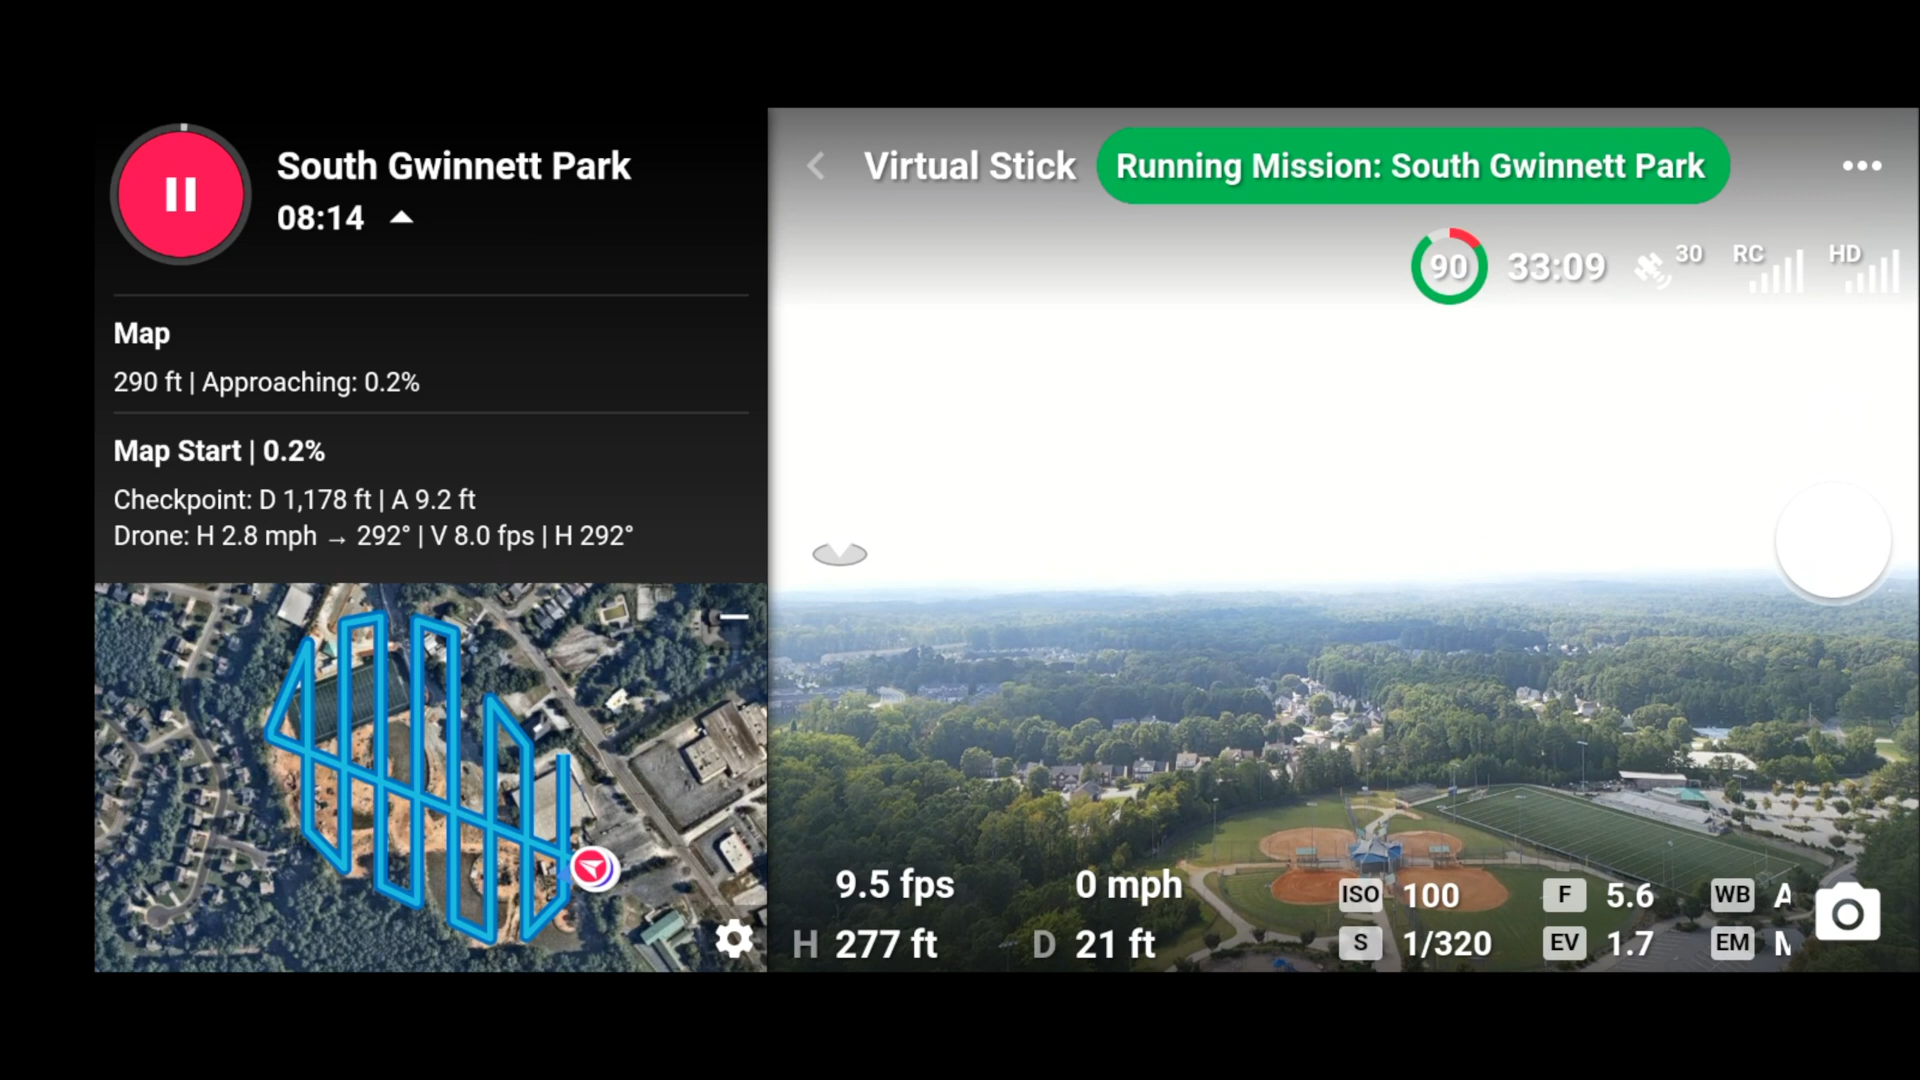 South Gwinnett Park
08:14
Map
290 ft | Approaching: 0.2%
Map Start | 0.2%
Checkpoint: D 1,178 ft | A 9.2 ft
Drone: H 2.8 mph → 292° | V 8.0 fps | H 292°
Virtual Stick
Running Mission: South Gwinnett Park
90 33:09 30 RC HD
9.5 fps 0 mph ISO 100 F 5.6 WB A
H 277 ft D 21 ft S 1/320 EV 1.7 EM